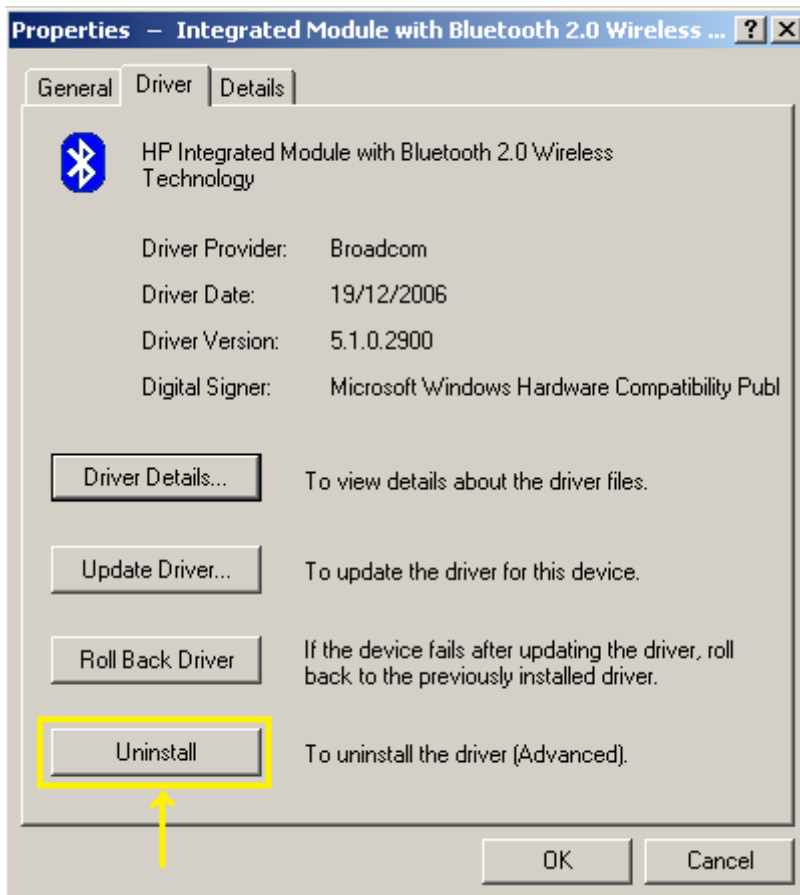 Properties – Integrated Module with Bluetooth 2.0 Wireless ...
General Driver Details
HP Integrated Module with Bluetooth 2.0 Wireless
Technology
Driver Provider: Broadcom
Driver Date: 19/12/2006
Driver Version: 5.1.0.2900
Digital Signer: Microsoft Windows Hardware Compatibility Publ
Driver Details... To view details about the driver files.
Update Driver... To update the driver for this device.
Roll Back Driver If the device fails after updating the driver, roll
back to the previously installed driver.
Uninstall To uninstall the driver (Advanced).
OK Cancel